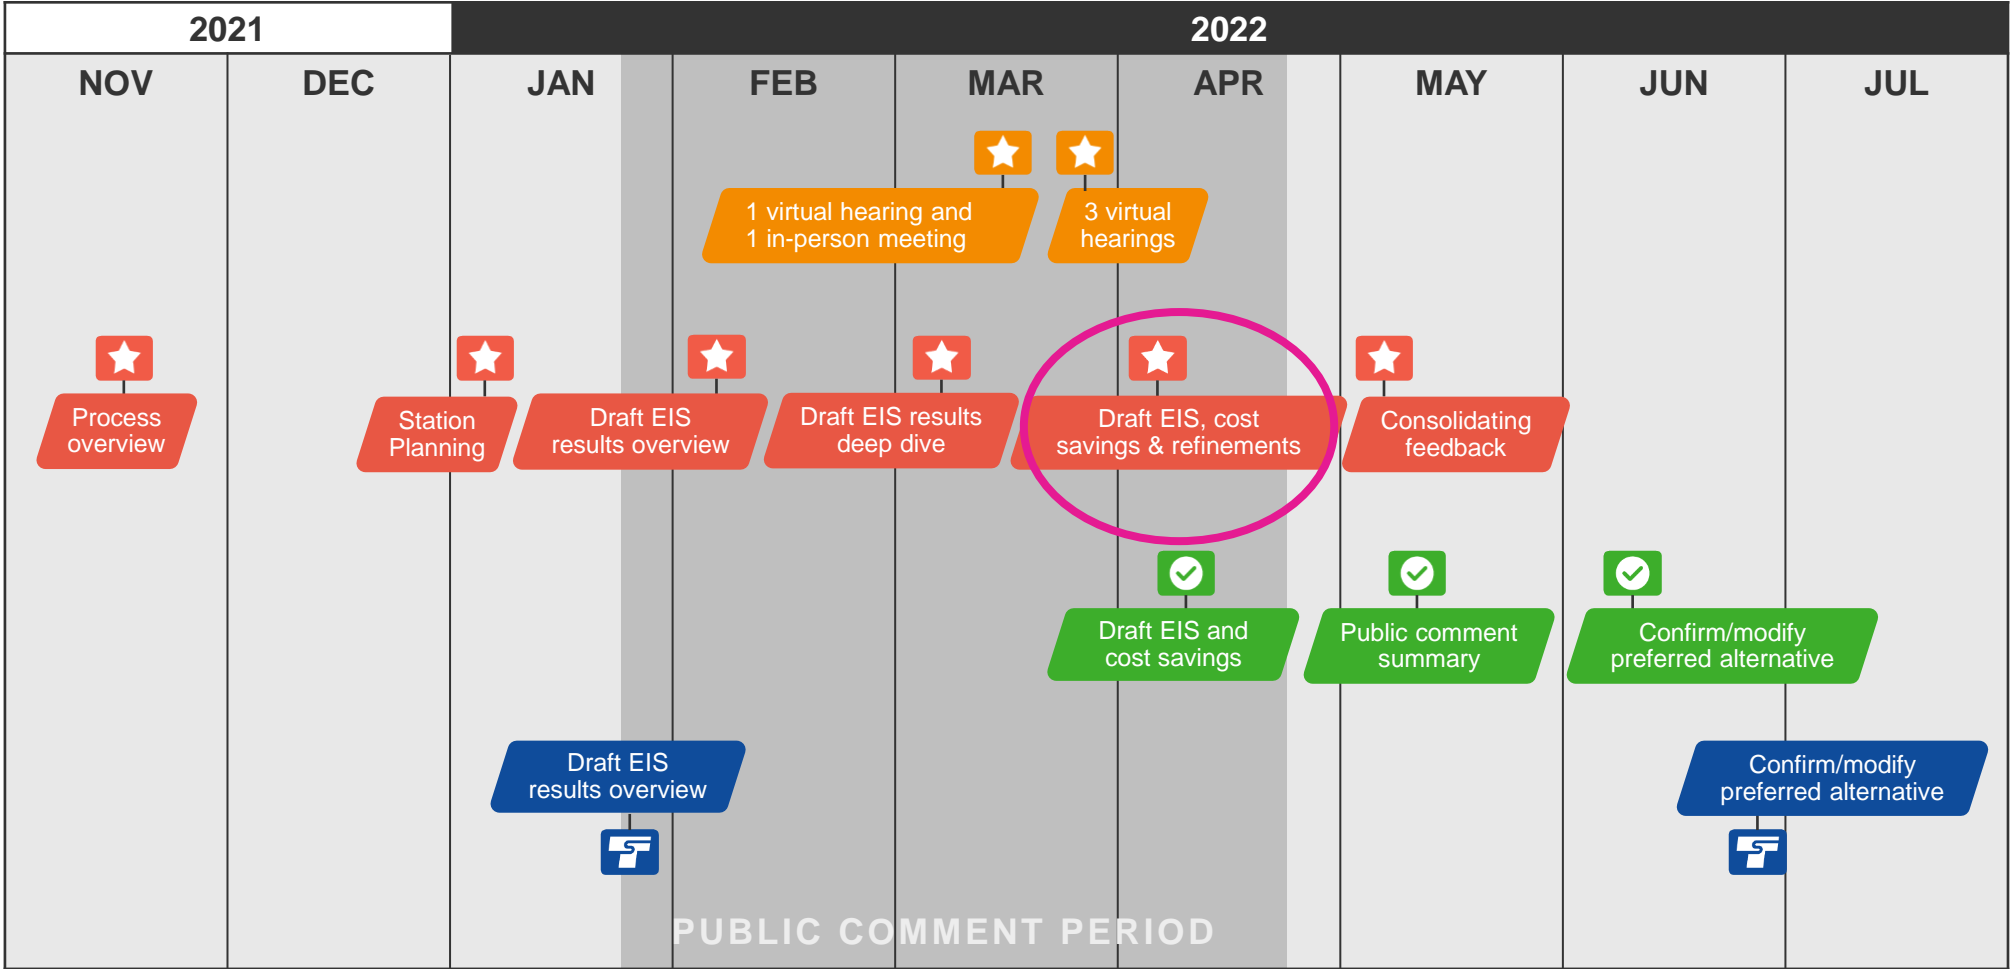 2021
2022
NOV
DEC
JAN
FEB
MAR
APR
MAY
JUN
JUL
1 virtual hearing and
1 in-person meeting
3 virtual
hearings
Process
overview
Station
Planning
Draft EIS
results overview
Draft EIS results
deep dive
Draft EIS, cost
savings & refinements
Consolidating
feedback
Draft EIS and
cost savings
Public comment
summary
Confirm/modify
preferred alternative
Draft EIS
results overview
Confirm/modify
preferred alternative
PUBLIC COMMENT PERIOD